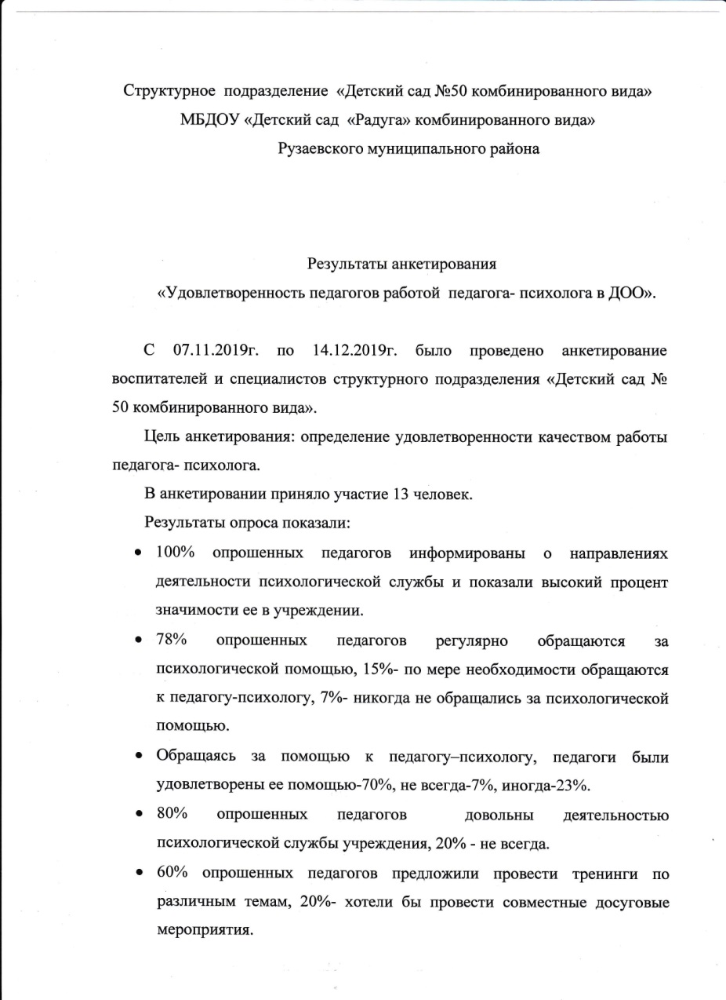 Структурное подразделение «Детский сад №50 комбинированного вида»
МБДОУ «Детский сад «Радуга» комбинированного вида»
Рузаевского муниципального района
Результаты анкетирования
«Удовлетворенность педагогов работой педагога- психолога в ДОО».
С 07.11.2019г. по 14.12.2019г. было проведено анкетирование
воспитателей и специалистов структурного подразделения «Детский сад №
50 комбинированного вида».
Цель анкетирования: определение удовлетворенности качеством работы
педагога- психолога.
В анкетировании приняло участие 13 человек.
Результаты опроса показали:
• 100% опрошенных педагогов информированы о направлениях
деятельности психологической службы и показали высокий процент
значимости ее в учреждении.
• 78% опрошенных педагогов регулярно обращаются за
психологической помощью, 15%- по мере необходимости обращаются
к педагогу-психологу, 7%- никогда не обращались за психологической
помощью.
• Обращаясь за помощью к педагогу–психологу, педагоги были
удовлетворены ее помощью-70%, не всегда-7%, иногда-23%.
• 80% опрошенных педагогов довольны деятельностью
психологической службы учреждения, 20% - не всегда.
• 60% опрошенных педагогов предложили провести тренинги по
различным темам, 20%- хотели бы провести совместные досуговые
мероприятия.